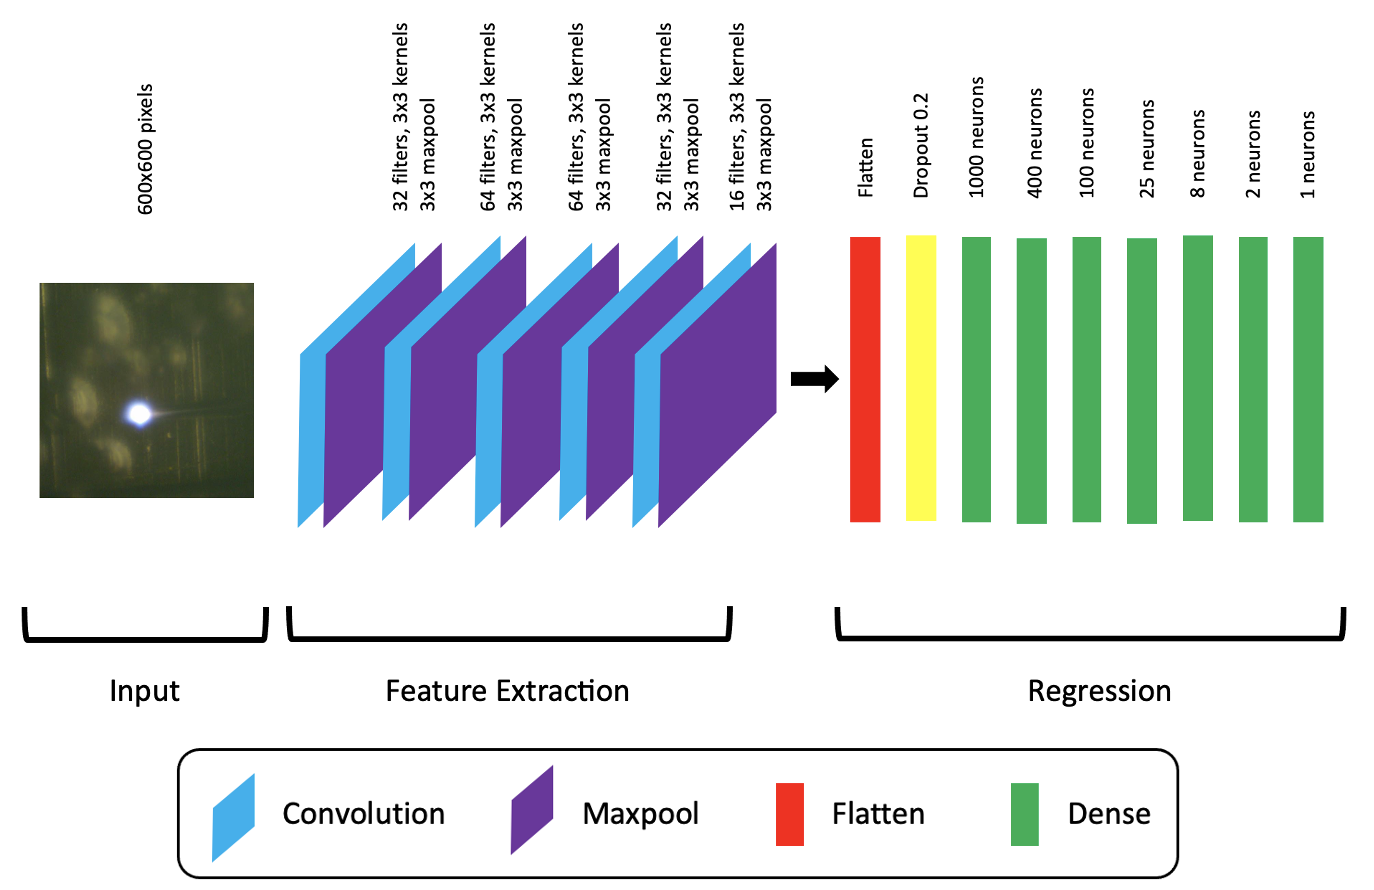 600x600 pixels
32 filters, 3x3 kernels
3x3 maxpool
64 filters, 3x3 kernels
3x3 maxpool
64 filters, 3x3 kernels
3x3 maxpool
32 filters, 3x3 kernels
3x3 maxpool
16 filters, 3x3 kernels
3x3 maxpool
Flatten
Dropout 0.2
1000 neurons
400 neurons
100 neurons
25 neurons
8 neurons
2 neurons
1 neurons
Input
Feature Extraction
Regression
Convolution
Maxpool
Flatten
Dense